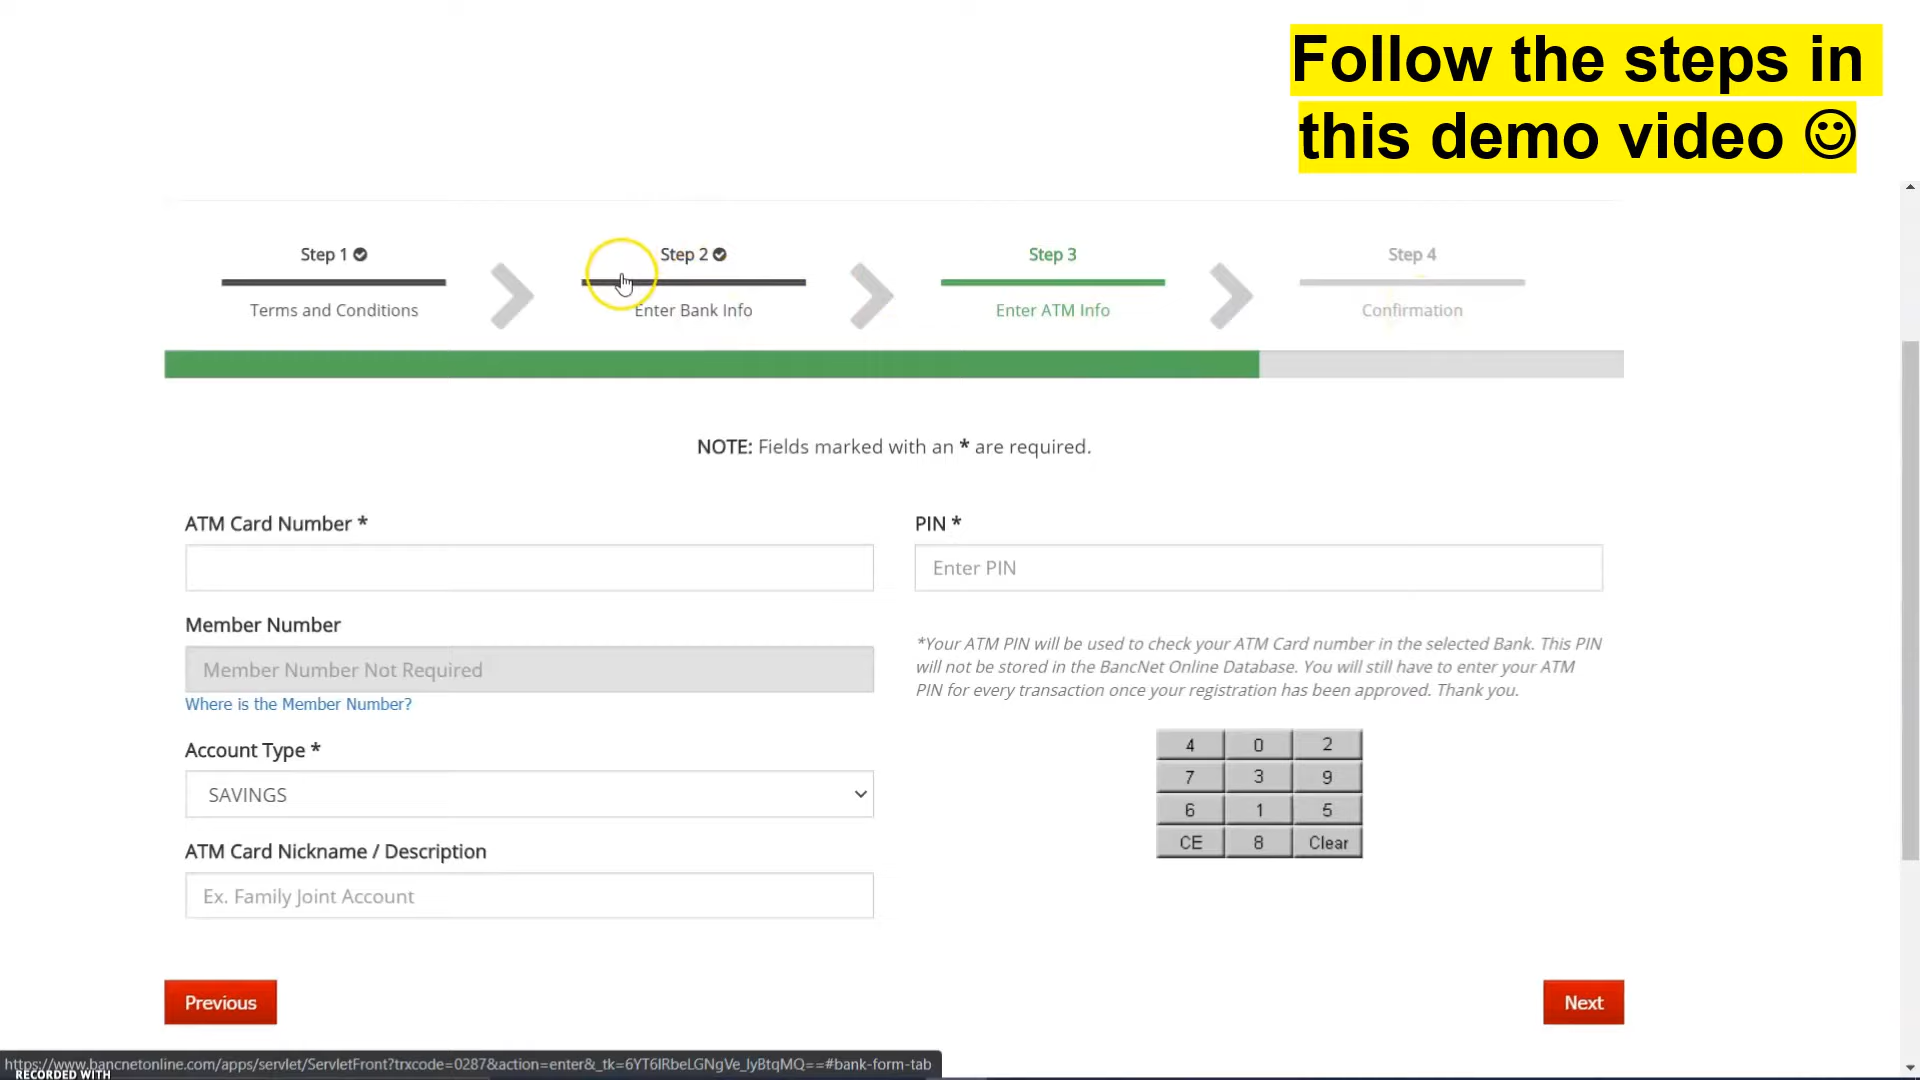 Follow the steps in
this demo video ☺
Step 1
Step 2
Step 3
Step 4
Terms and Conditions
Enter Bank Info
Enter ATM Info
Confirmation
NOTE: Fields marked with an * are required.
ATM Card Number *
PIN *
Enter PIN
Member Number
Member Number Not Required
Where is the Member Number?
*Your ATM PIN will be used to check your ATM Card number in the selected Bank. This PIN
will not be stored in the BancNet Online Database. You will still have to enter your ATM
PIN for every transaction once your registration has been approved. Thank you.
Account Type *
SAVINGS
4 0 2
7 3 9
6 1 5
CE 8 Clear
ATM Card Nickname / Description
Ex. Family Joint Account
Previous
Next
https://www.bancnetonline.com/apps/servlet/ServletFront?trxcode=0287&action=enter&_tk=6YT6IRbeLGNgVe_lyBtqMQ==#bank-form-tab
RECORDED WITH